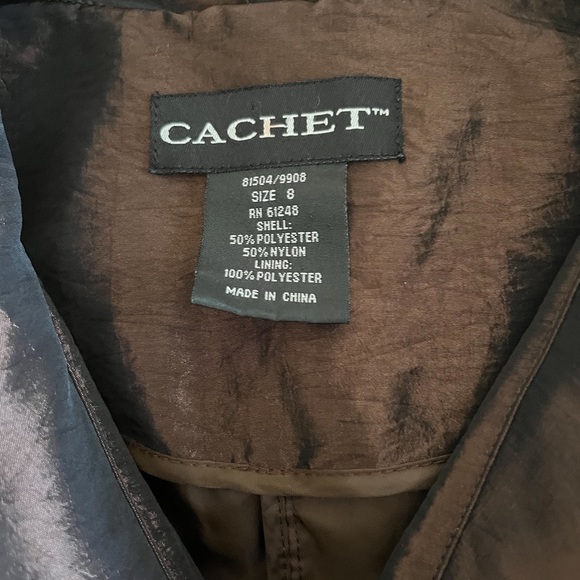 CACHET™
81504/9908
SIZE 8
RN 61248
SHELL:
50% POLYESTER
50% NYLON
LINING:
100% POLYESTER
MADE IN CHINA